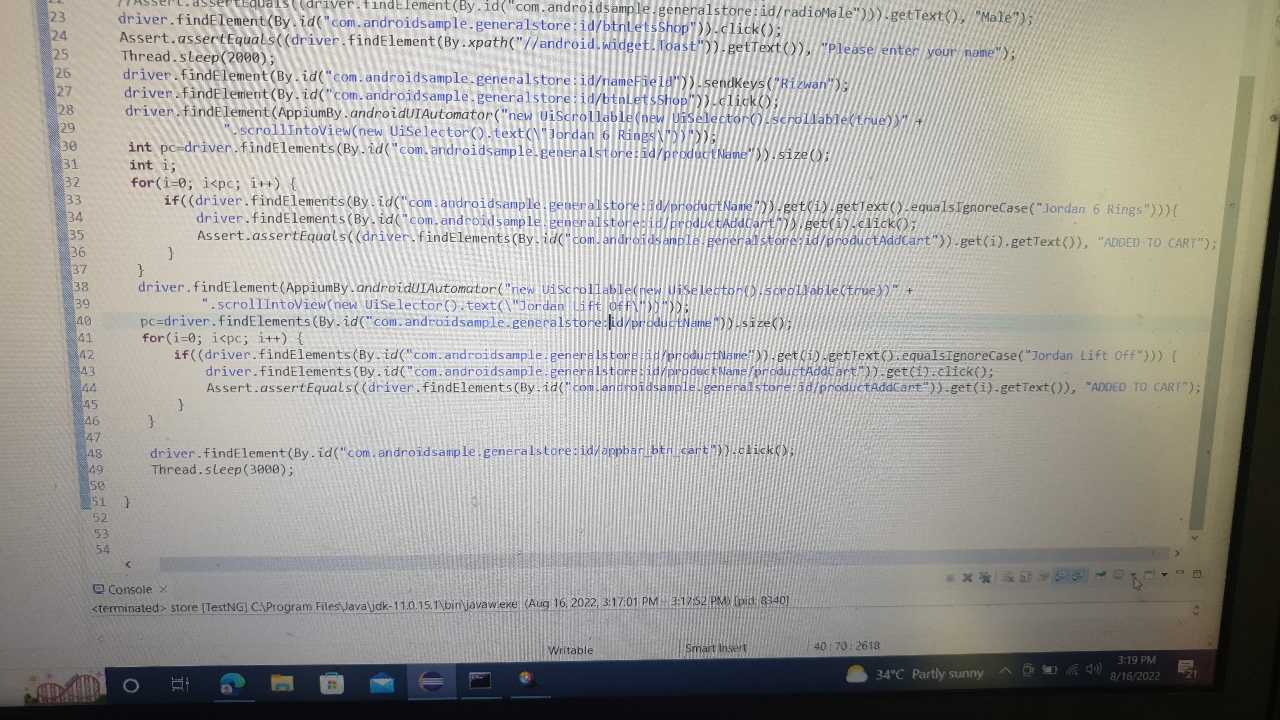 22 //Assert.assertEquals((driver.findElement(By.id("com.androidsample.generalstore:id/radioMale"))).getText(), "Male");
23 driver.findElement(By.id("com.androidsample.generalstore:id/btnLetsShop")).click();
24 Assert.assertEquals((driver.findElement(By.xpath("//android.widget.Toast")).getText()), "Please enter your name");
25 Thread.sleep(2000);
26 driver.findElement(By.id("com.androidsample.generalstore:id/nameField")).sendKeys("Rizwan");
27 driver.findElement(By.id("com.androidsample.generalstore:id/btnLetsShop")).click();
28 driver.findElement(AppiumBy.androidUIAutomator("new UiScrollable(new UiSelector().scrollable(true))" +
29 ".scrollIntoView(new UiSelector().text(\"Jordan 6 Rings\"))"));
30 int pc=driver.findElements(By.id("com.androidsample.generalstore:id/productName")).size();
31 int i;
32 for(i=0; i<pc; i++) {
33 if((driver.findElements(By.id("com.androidsample.generalstore:id/productName")).get(i).getText().equalsIgnoreCase("Jordan 6 Rings"))){
34 driver.findElements(By.id("com.androidsample.generalstore:id/productAddCart")).get(i).click();
35 Assert.assertEquals((driver.findElements(By.id("com.androidsample.generalstore:id/productAddCart")).get(i).getText()), "ADDED TO CART");
36 }
37 }
38 driver.findElement(AppiumBy.androidUIAutomator("new UiScrollable(new UiSelector().scrollable(true))" +
39 ".scrollIntoView(new UiSelector().text(\"Jordan Lift Off\"))"));
40 pc=driver.findElements(By.id("com.androidsample.generalstore:id/productName")).size();
41 for(i=0; i<pc; i++) {
42 if((driver.findElements(By.id("com.androidsample.generalstore:id/productName")).get(i).getText().equalsIgnoreCase("Jordan Lift Off"))) {
43 driver.findElements(By.id("com.androidsample.generalstore:id/productName/productAddCart")).get(i).click();
44 Assert.assertEquals((driver.findElements(By.id("com.androidsample.generalstore:id/productAddCart")).get(i).getText()), "ADDED TO CART");
45 }
46 }
47
48 driver.findElement(By.id("com.androidsample.generalstore:id/appbar_btn_cart")).click();
49 Thread.sleep(3000);
50
51 }
52
53
54
Console
<terminated> store [TestNG] C:\Program Files\Java\jdk-11.0.15.1\bin\javaw.exe (Aug 16, 2022, 3:17:01 PM – 3:17:52 PM) [pid: 8340]
Writable Smart Insert 40 : 70 : 2618
34°C Partly sunny 3:19 PM
8/16/2022 21